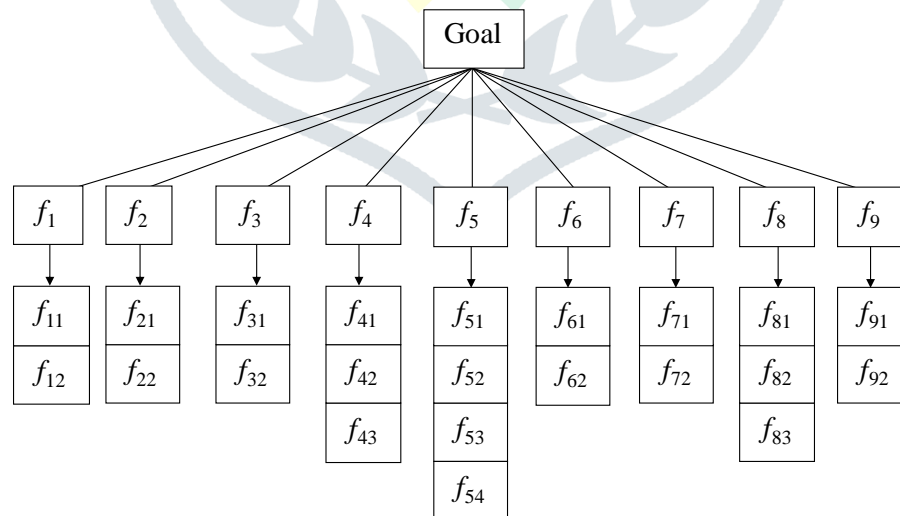 Goal
f₁ f₂ f₃ f₄ f₅ f₆ f₇ f₈ f₉
f₁₁ f₂₁ f₃₁ f₄₁ f₅₁ f₆₁ f₇₁ f₈₁ f₉₁
f₁₂ f₂₂ f₃₂ f₄₂ f₅₂ f₆₂ f₇₂ f₈₂ f₉₂
f₄₃ f₅₃ f₈₃
f₅₄